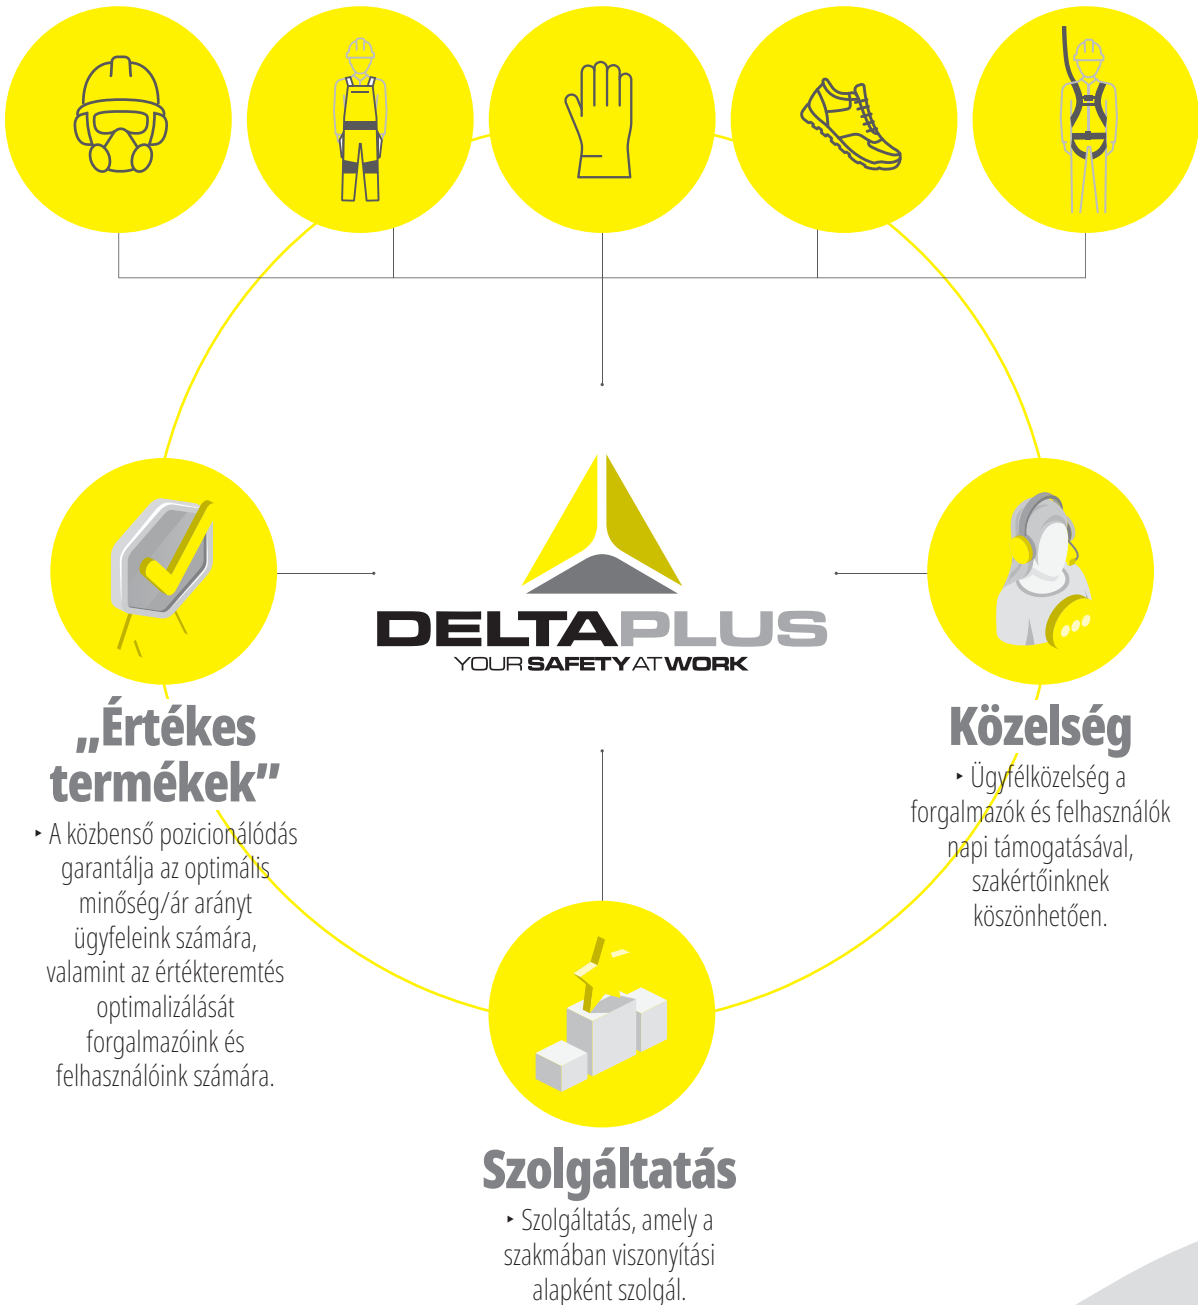 DELTAPLUS
YOUR SAFETY AT WORK
„Értékes
termékek”
‣ A közbenső pozicionálódás
garantálja az optimális
minőség/ár arányt
ügyfeleink számára,
valamint az értékteremtés
optimalizálását
forgalmazóink és
felhasználóink számára.
Közelség
‣ Ügyfélközelség a
forgalmazók és felhasználók
napi támogatásával,
szakértőinknek
köszönhetően.
Szolgáltatás
‣ Szolgáltatás, amely a
szakmában viszonyítási
alapként szolgál.